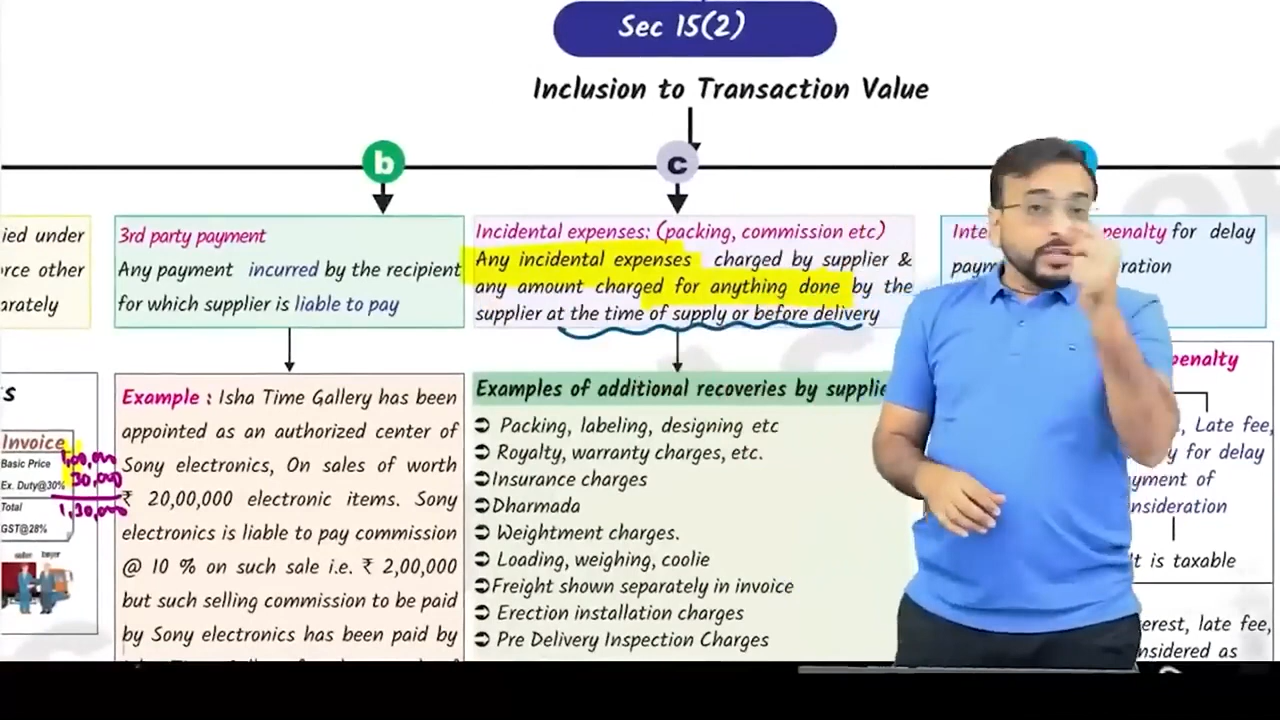 Sec 15(2)
Inclusion to Transaction Value
b
c
ied under
rce other
arately
3rd party payment
Any payment incurred by the recipient
for which supplier is liable to pay
Incidental expenses: (packing, commission etc)
Any incidental expenses charged by supplier &
any amount charged for anything done by the
supplier at the time of supply or before delivery
Inte penalty for delay
paym ration
s
Invoice
Basic Price 1,00,000
Ex. Duty@30% 30,000
Total 1,30,000
GST@28%
seller buyer
Example : Isha Time Gallery has been
appointed as an authorized center of
Sony electronics, On sales of worth
₹ 20,00,000 electronic items. Sony
electronics is liable to pay commission
@ 10 % on such sale i.e. ₹ 2,00,000
but such selling commission to be paid
by Sony electronics has been paid by
Examples of additional recoveries by supplie
Packing, labeling, designing etc
Royalty, warranty charges, etc.
Insurance charges
Dharmada
Weightment charges.
Loading, weighing, coolie
Freight shown separately in invoice
Erection installation charges
Pre Delivery Inspection Charges
penalty
, Late fee,
y for delay
yment of
nsideration
t is taxable
erest, late fee,
nsidered as